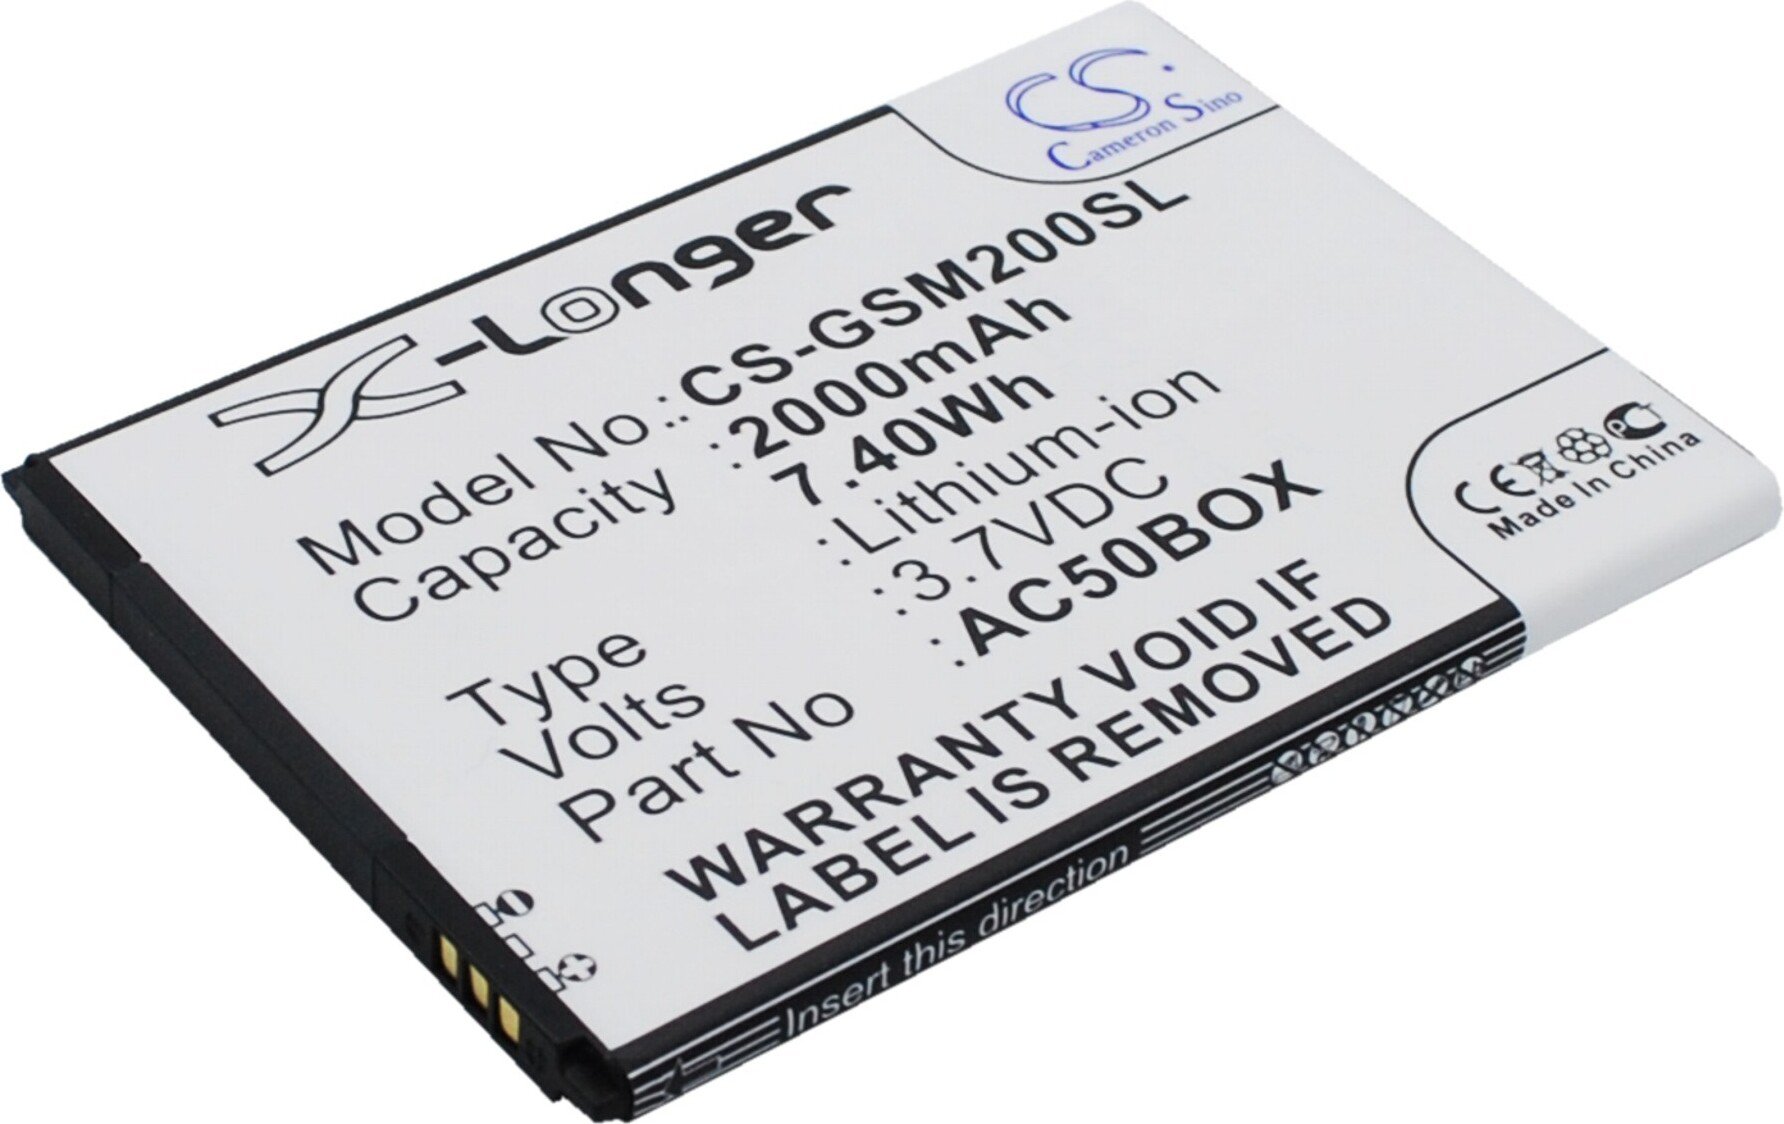 CS
Cameron Sino
X-Longer
Model No.: CS-GSM200SL
Capacity : 2000mAh
7.40Wh
Type : Lithium-ion
Volts : 3.7VDC
Part No : AC50BOX
WARRANTY VOID IF
LABEL IS REMOVED
CE
Made In China
Insert this direction